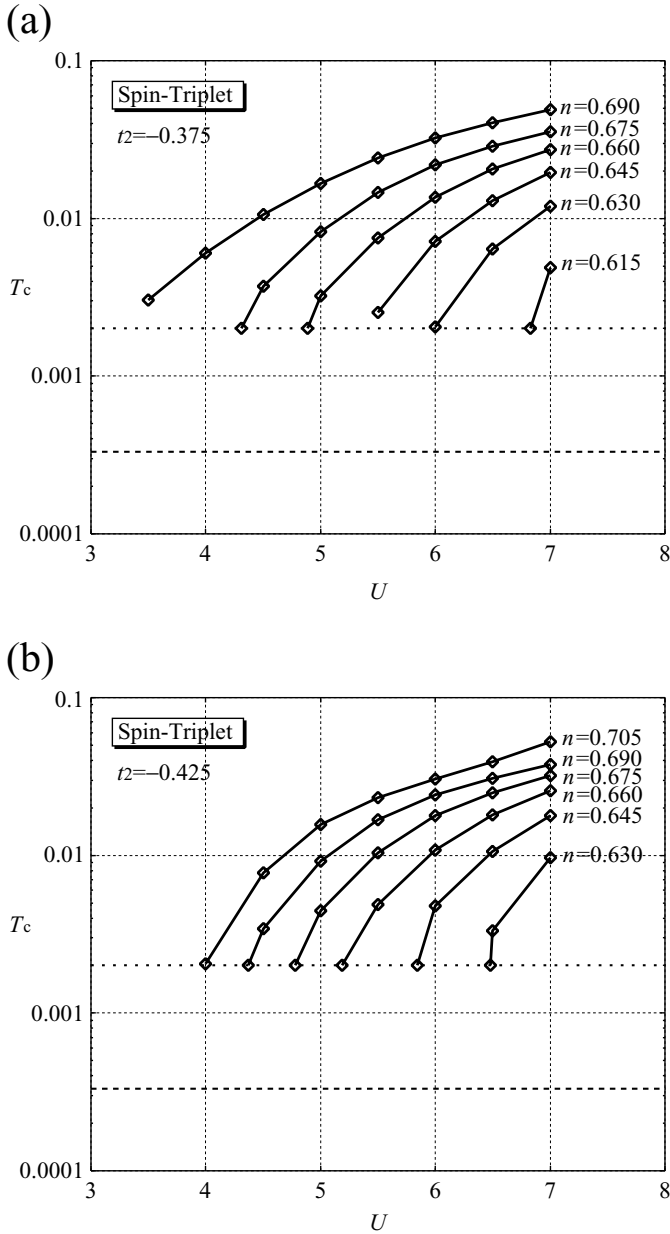 (a)
0.1
Spin-Triplet
t2=−0.375
n=0.690
n=0.675
n=0.660
n=0.645
n=0.630
n=0.615
0.01
Tc
0.001
0.0001
3 4 5 6 7 8
U
(b)
0.1
Spin-Triplet
t2=−0.425
n=0.705
n=0.690
n=0.675
n=0.660
n=0.645
n=0.630
0.01
Tc
0.001
0.0001
3 4 5 6 7 8
U